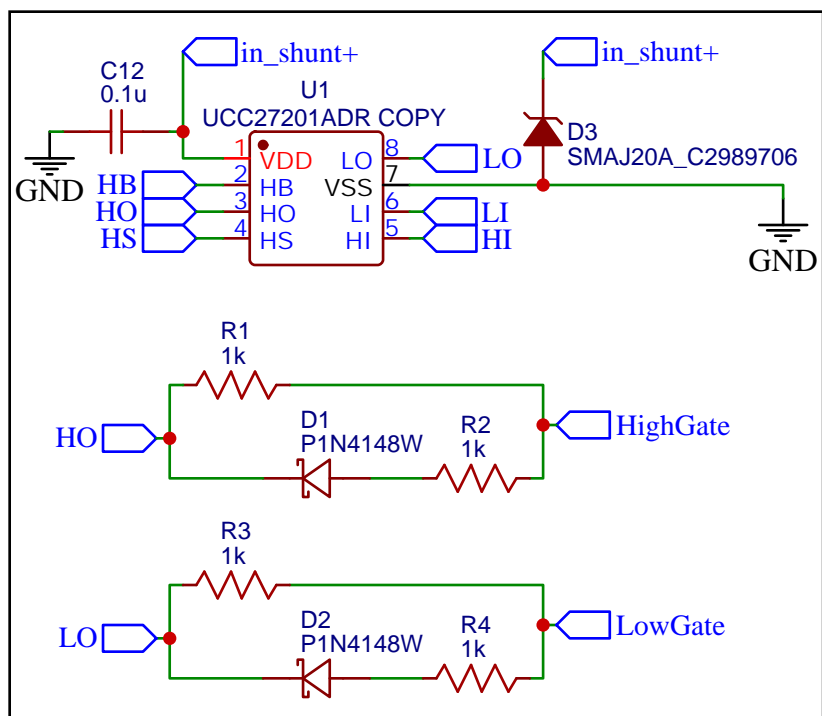 in_shunt+
in_shunt+
C12
0.1u
U1
UCC27201ADR COPY
D3
SMAJ20A_C2989706
GND
1
VDD
LO
8
LO
HB
2
HB
VSS
7
HO
3
HO
LI
6
LI
HS
4
HS
HI
5
HI
GND
R1
1k
D1
P1N4148W
R2
1k
HO
HighGate
R3
1k
D2
P1N4148W
R4
1k
LO
LowGate